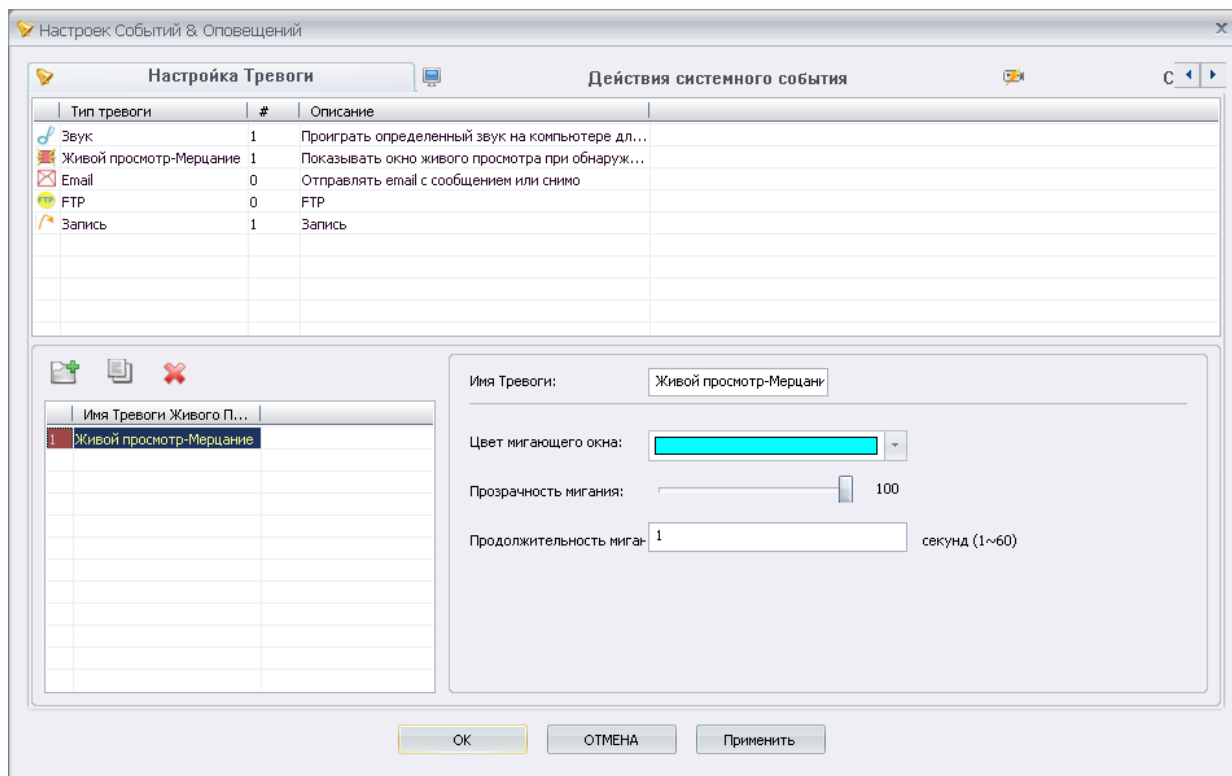 Настроек Событий & Оповещений
Настройка Тревоги Действия системного события С
Тип тревоги # Описание
Звук 1 Проиграть определенный звук на компьютере дл...
Живой просмотр-Мерцание 1 Показывать окно живого просмотра при обнаруж...
Email 0 Отправлять email с сообщением или снимо
FTP FTP 0 FTP
Запись 1 Запись
Имя Тревоги: Живой просмотр-Мерцани
Имя Тревоги Живого П...
1 Живой просмотр-Мерцание
Цвет мигающего окна:
Прозрачность мигания: 100
Продолжительность миган 1 секунд (1~60)
OK ОТМЕНА Применить